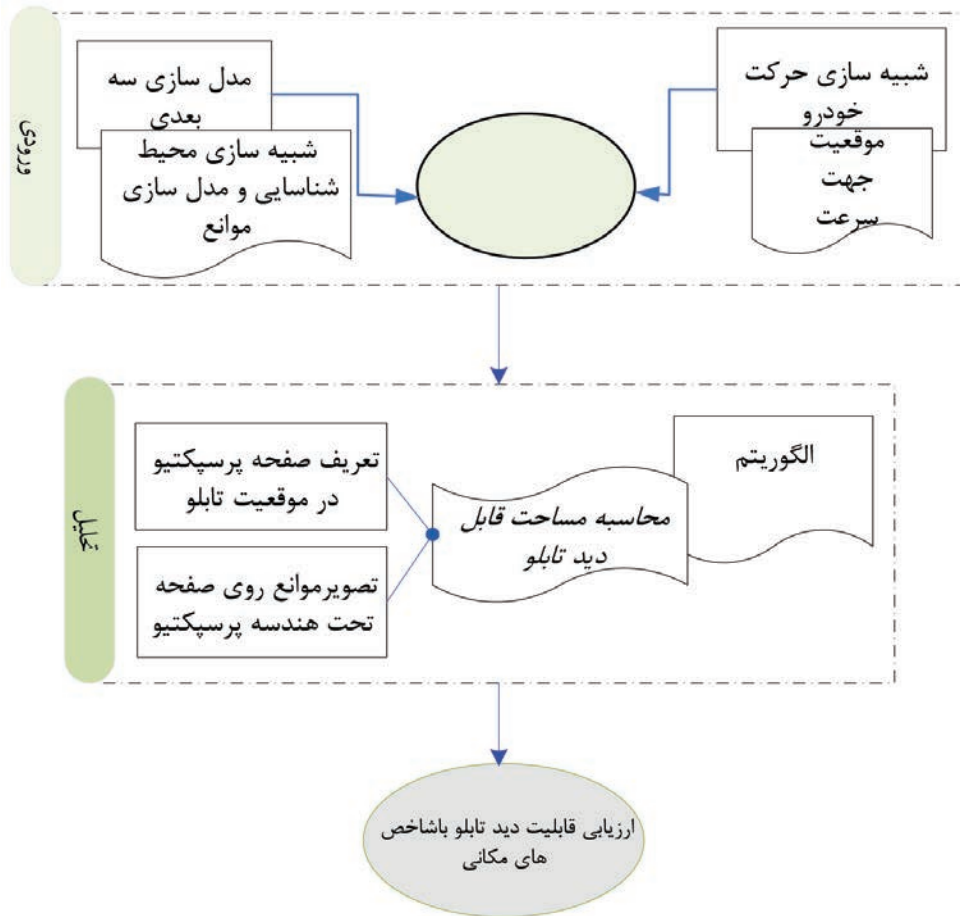 ورودی
شبیه سازی حرکت
خودرو
موقعیت
جهت
سرعت
مدل سازی سه
بعدی
شبیه سازی محیط
شناسایی و مدل سازی
موانع
تحلیل
الگوریتم
محاسبه مساحت قابل
دید تابلو
تعریف صفحه پرسپکتیو
در موقعیت تابلو
تصویرموانع روی صفحه
تحت هندسه پرسپکتیو
ارزیابی قابلیت دید تابلو باشاخص
های مکانی